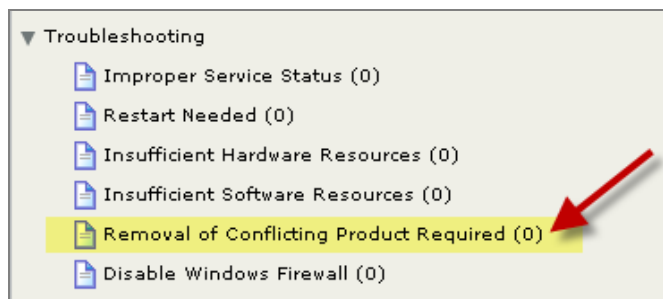 Troubleshooting
Improper Service Status (0)
Restart Needed (0)
Insufficient Hardware Resources (0)
Insufficient Software Resources (0)
Removal of Conflicting Product Required (0)
Disable Windows Firewall (0)